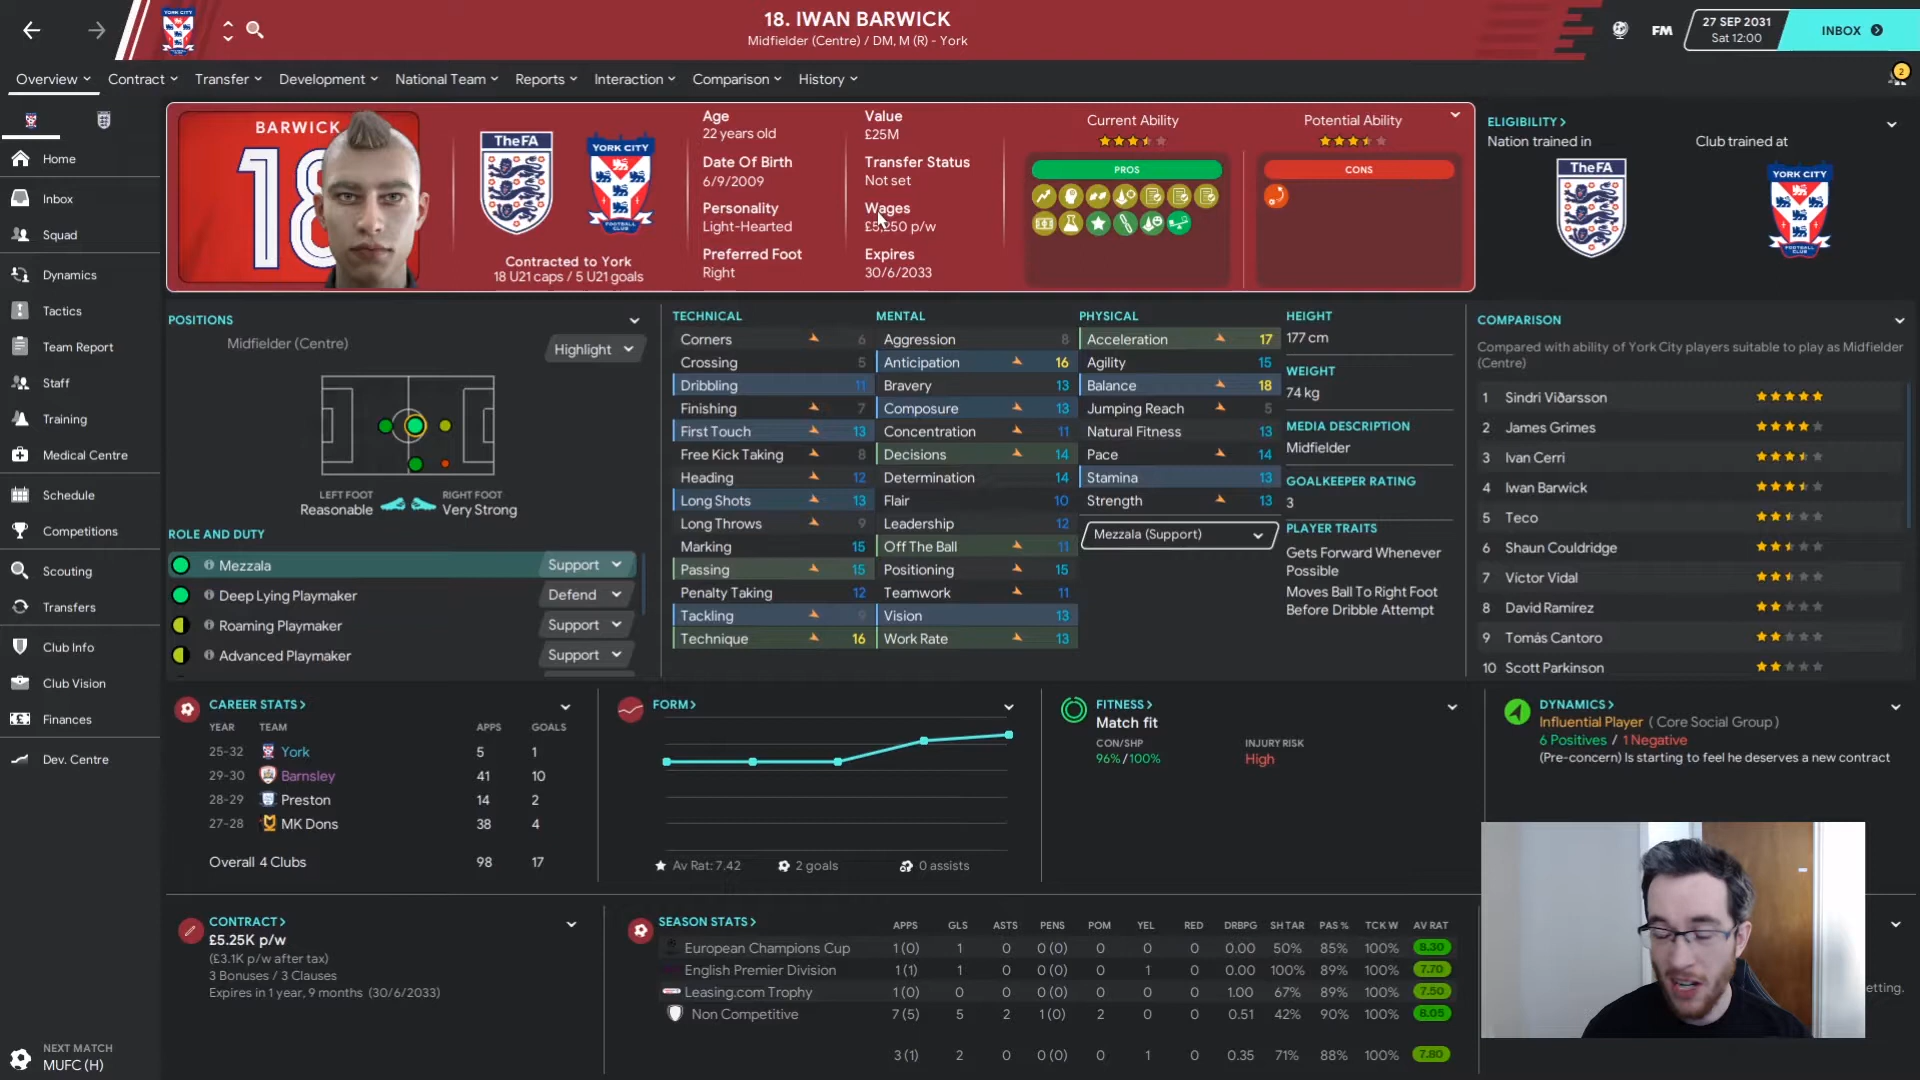 18. IWAN BARWICK
Midfielder (Centre) / DM, M (R) - York
FM
27 SEP 2031
Sat 12:00
INBOX
Overview
Contract
Transfer
Development
National Team
Reports
Interaction
Comparison
History
2
Home
Inbox
Squad
Dynamics
Tactics
Team Report
Staff
Training
Medical Centre
Schedule
Competitions
Scouting
Transfers
Club Info
Club Vision
Finances
Dev. Centre
NEXT MATCH
MUFC (H)
BARWICK
18
TheFA
YORK CITY
Contracted to York
18 U21 caps / 5 U21 goals
Age
22 years old
Date Of Birth
6/9/2009
Personality
Light-Hearted
Preferred Foot
Right
Value
£25M
Transfer Status
Not set
Wages
£5,250 p/w
Expires
30/6/2033
Current Ability
PROS
Potential Ability
CONS
ELIGIBILITY >
Nation trained in
Club trained at
TheFA
YORK CITY
POSITIONS
Midfielder (Centre)
Highlight
LEFT FOOT
Reasonable
RIGHT FOOT
Very Strong
ROLE AND DUTY
Mezzala Support
Deep Lying Playmaker Defend
Roaming Playmaker Support
Advanced Playmaker Support
TECHNICAL
Corners 6
Crossing 5
Dribbling 11
Finishing 7
First Touch 13
Free Kick Taking 8
Heading 12
Long Shots 13
Long Throws 9
Marking 15
Passing 15
Penalty Taking 12
Tackling 9
Technique 16
MENTAL
Aggression 8
Anticipation 16
Bravery 13
Composure 13
Concentration 11
Decisions 14
Determination 14
Flair 10
Leadership 12
Off The Ball 11
Positioning 15
Teamwork 11
Vision 13
Work Rate 13
PHYSICAL
Acceleration 17
Agility 15
Balance 18
Jumping Reach 5
Natural Fitness 13
Pace 14
Stamina 13
Strength 13
Mezzala (Support)
HEIGHT
177 cm
WEIGHT
74 kg
MEDIA DESCRIPTION
Midfielder
GOALKEEPER RATING
3
PLAYER TRAITS
Gets Forward Whenever
Possible
Moves Ball To Right Foot
Before Dribble Attempt
COMPARISON
Compared with ability of York City players suitable to play as Midfielder
(Centre)
1 Sindri Viðarsson
2 James Grimes
3 Ivan Cerri
4 Iwan Barwick
5 Teco
6 Shaun Couldridge
7 Víctor Vidal
8 David Ramírez
9 Tomás Cantoro
10 Scott Parkinson
CAREER STATS >
YEAR TEAM APPS GOALS
25-32 York 5 1
29-30 Barnsley 41 10
28-29 Preston 14 2
27-28 MK Dons 38 4
Overall 4 Clubs 98 17
FORM >
Av Rat: 7.42 2 goals 0 assists
FITNESS >
Match fit
CON/SHP
96% / 100%
INJURY RISK
High
DYNAMICS >
Influential Player ( Core Social Group )
6 Positives / 1 Negative
(Pre-concern) Is starting to feel he deserves a new contract
CONTRACT >
£5.25K p/w
(£3.1K p/w after tax)
3 Bonuses / 3 Clauses
Expires in 1 year, 9 months (30/6/2033)
SEASON STATS > APPS GLS ASTS PENS POM YEL RED DRBPG SH TAR PAS % TCK W AV RAT
European Champions Cup 1 (0) 1 0 0 (0) 0 0 0 0.00 50% 85% 100% 8.30
English Premier Division 1 (1) 1 0 0 (0) 0 1 0 0.00 100% 89% 100% 7.70
Leasing.com Trophy 1 (0) 0 0 0 (0) 0 0 0 1.00 67% 89% 100% 7.50
Non Competitive 7 (5) 5 2 1 (0) 2 0 0 0.51 42% 90% 100% 8.05
3 (1) 2 0 0 (0) 0 1 0 0.35 71% 88% 100% 7.80
etting.